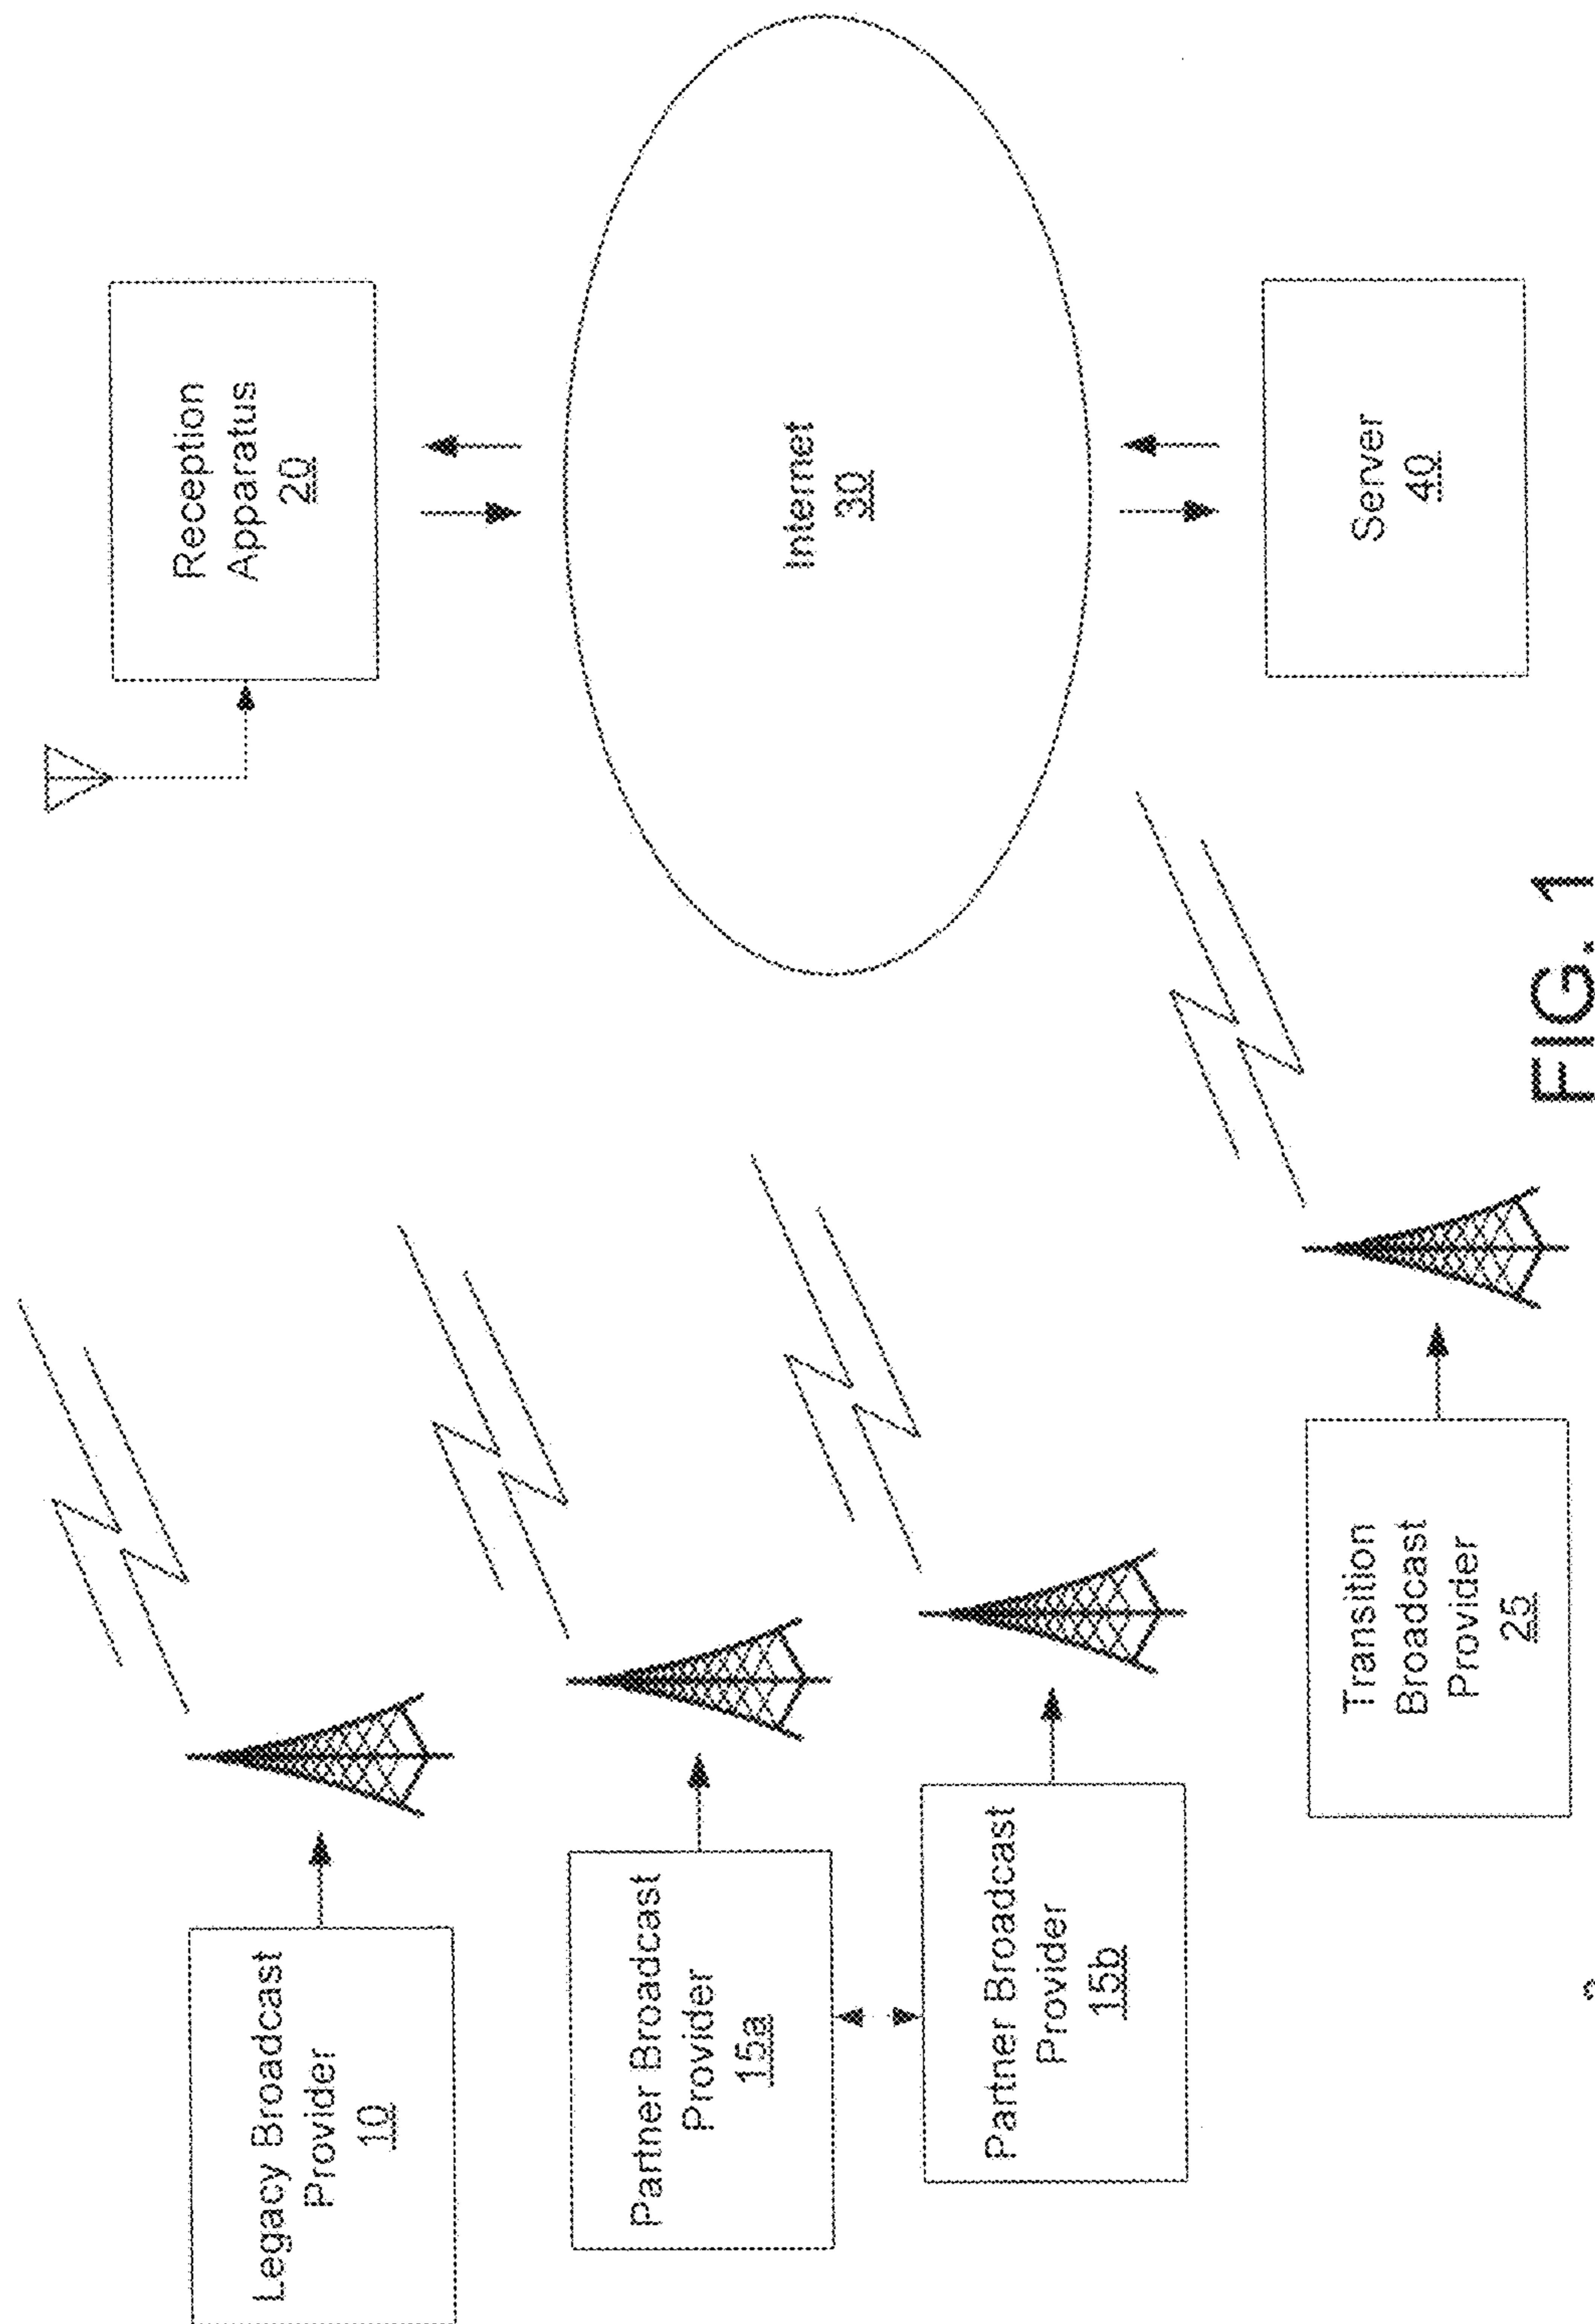 Legacy Broadcast
Provider
10
Partner Broadcast
Provider
15a
Partner Broadcast
Provider
15b
Transition
Broadcast
Provider
25
Reception
Apparatus
20
Internet
30
Server
40
FIG. 1